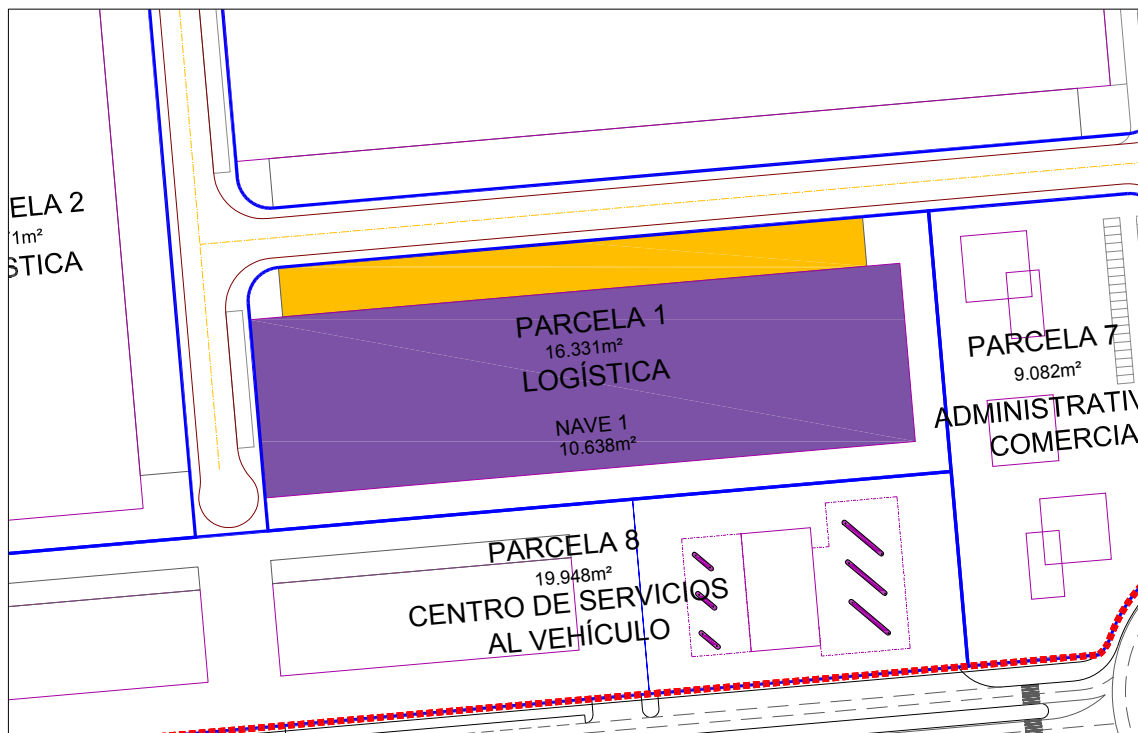 ELA 2
1m²
STICA
PARCELA 1
16.331m²
LOGÍSTICA
NAVE 1
10.638m²
PARCELA 7
9.082m²
ADMINISTRATIV
COMERCIA
PARCELA 8
19.948m²
CENTRO DE SERVICIOS
AL VEHÍCULO